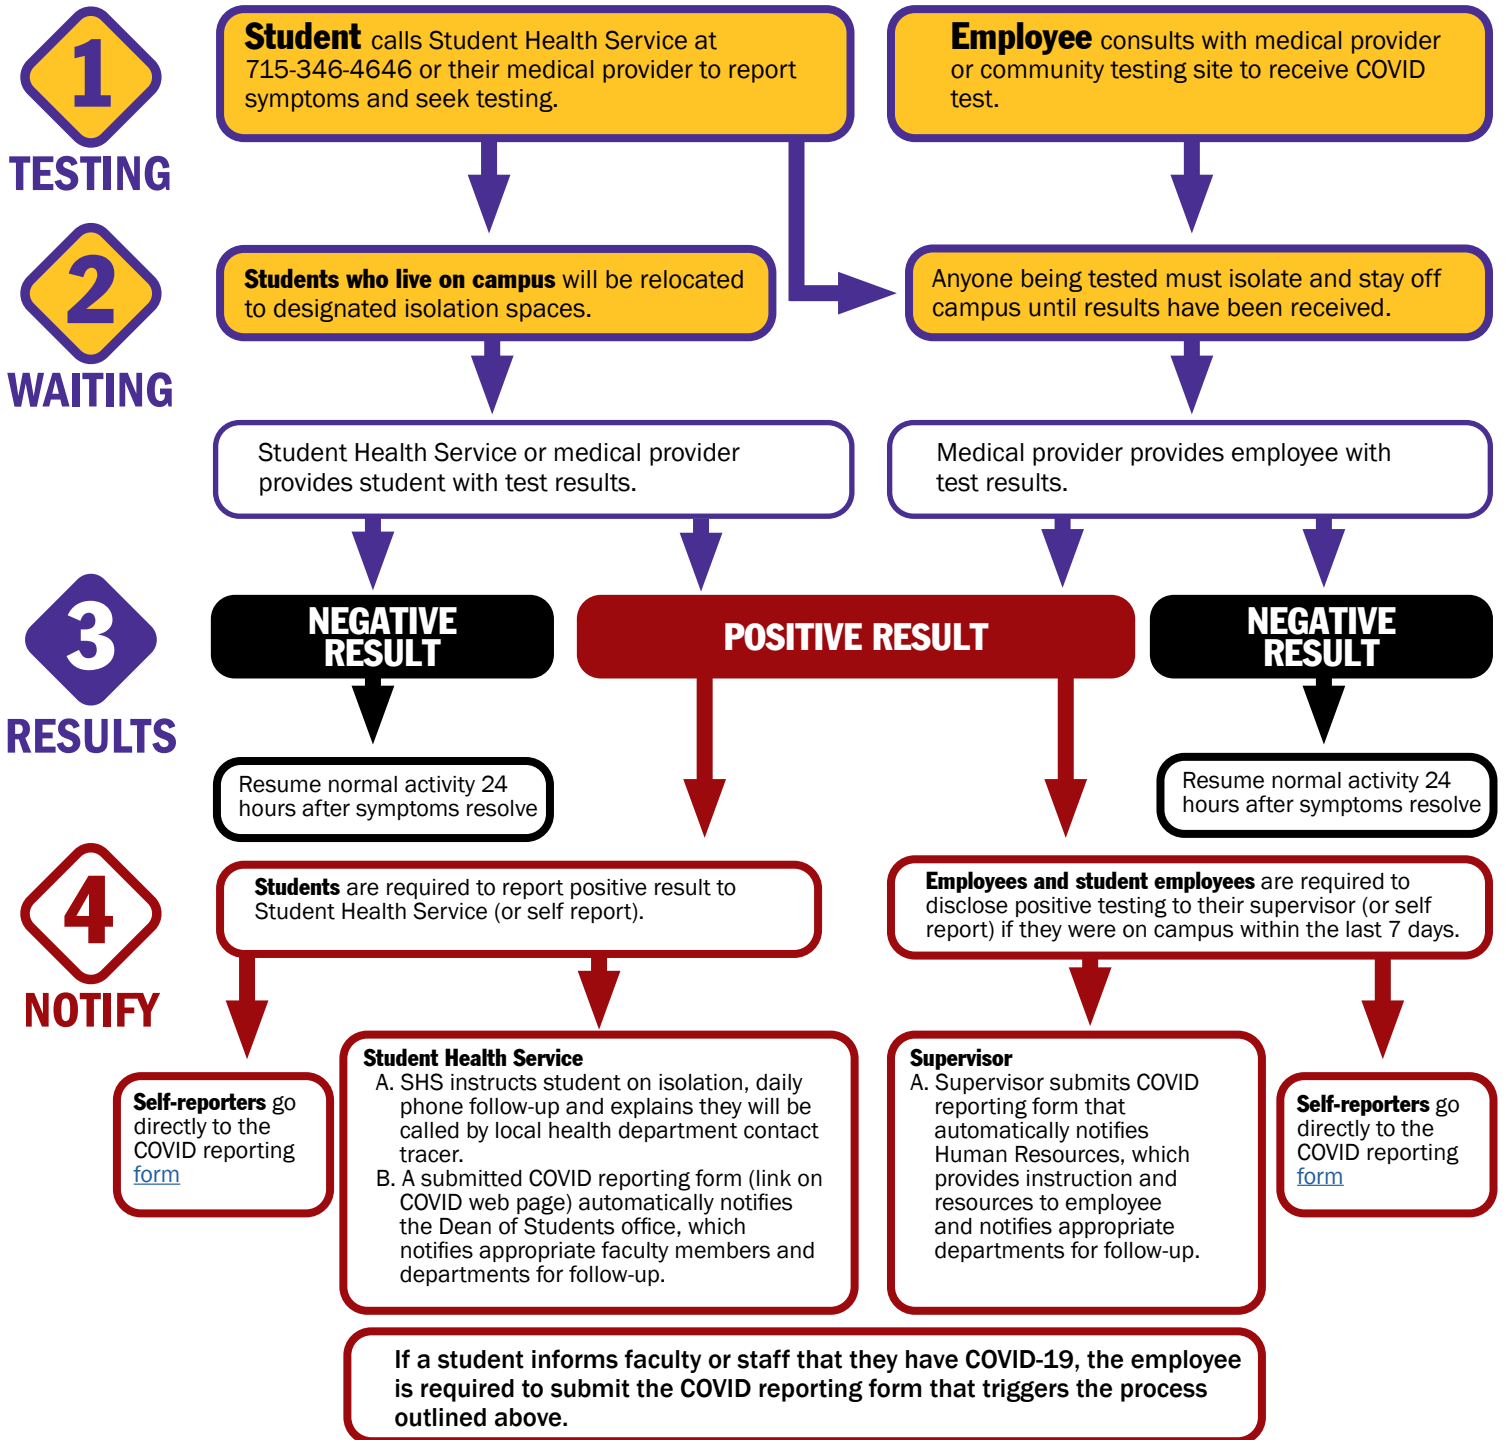 1
TESTING
Student calls Student Health Service at
715-346-4646 or their medical provider to report
symptoms and seek testing.
Employee consults with medical provider
or community testing site to receive COVID
test.
2
WAITING
Students who live on campus will be relocated
to designated isolation spaces.
Anyone being tested must isolate and stay off
campus until results have been received.
Student Health Service or medical provider
provides student with test results.
Medical provider provides employee with
test results.
3
RESULTS
NEGATIVE
RESULT
POSITIVE RESULT
NEGATIVE
RESULT
Resume normal activity 24
hours after symptoms resolve
Resume normal activity 24
hours after symptoms resolve
4
NOTIFY
Students are required to report positive result to
Student Health Service (or self report).
Employees and student employees are required to
disclose positive testing to their supervisor (or self
report) if they were on campus within the last 7 days.
Self-reporters go
directly to the
COVID reporting
form
Student Health Service
A. SHS instructs student on isolation, daily
phone follow-up and explains they will be
called by local health department contact
tracer.
B. A submitted COVID reporting form (link on
COVID web page) automatically notifies
the Dean of Students office, which
notifies appropriate faculty members and
departments for follow-up.
Supervisor
A. Supervisor submits COVID
reporting form that
automatically notifies
Human Resources, which
provides instruction and
resources to employee
and notifies appropriate
departments for follow-up.
Self-reporters go
directly to the
COVID reporting
form
If a student informs faculty or staff that they have COVID-19, the employee
is required to submit the COVID reporting form that triggers the process
outlined above.